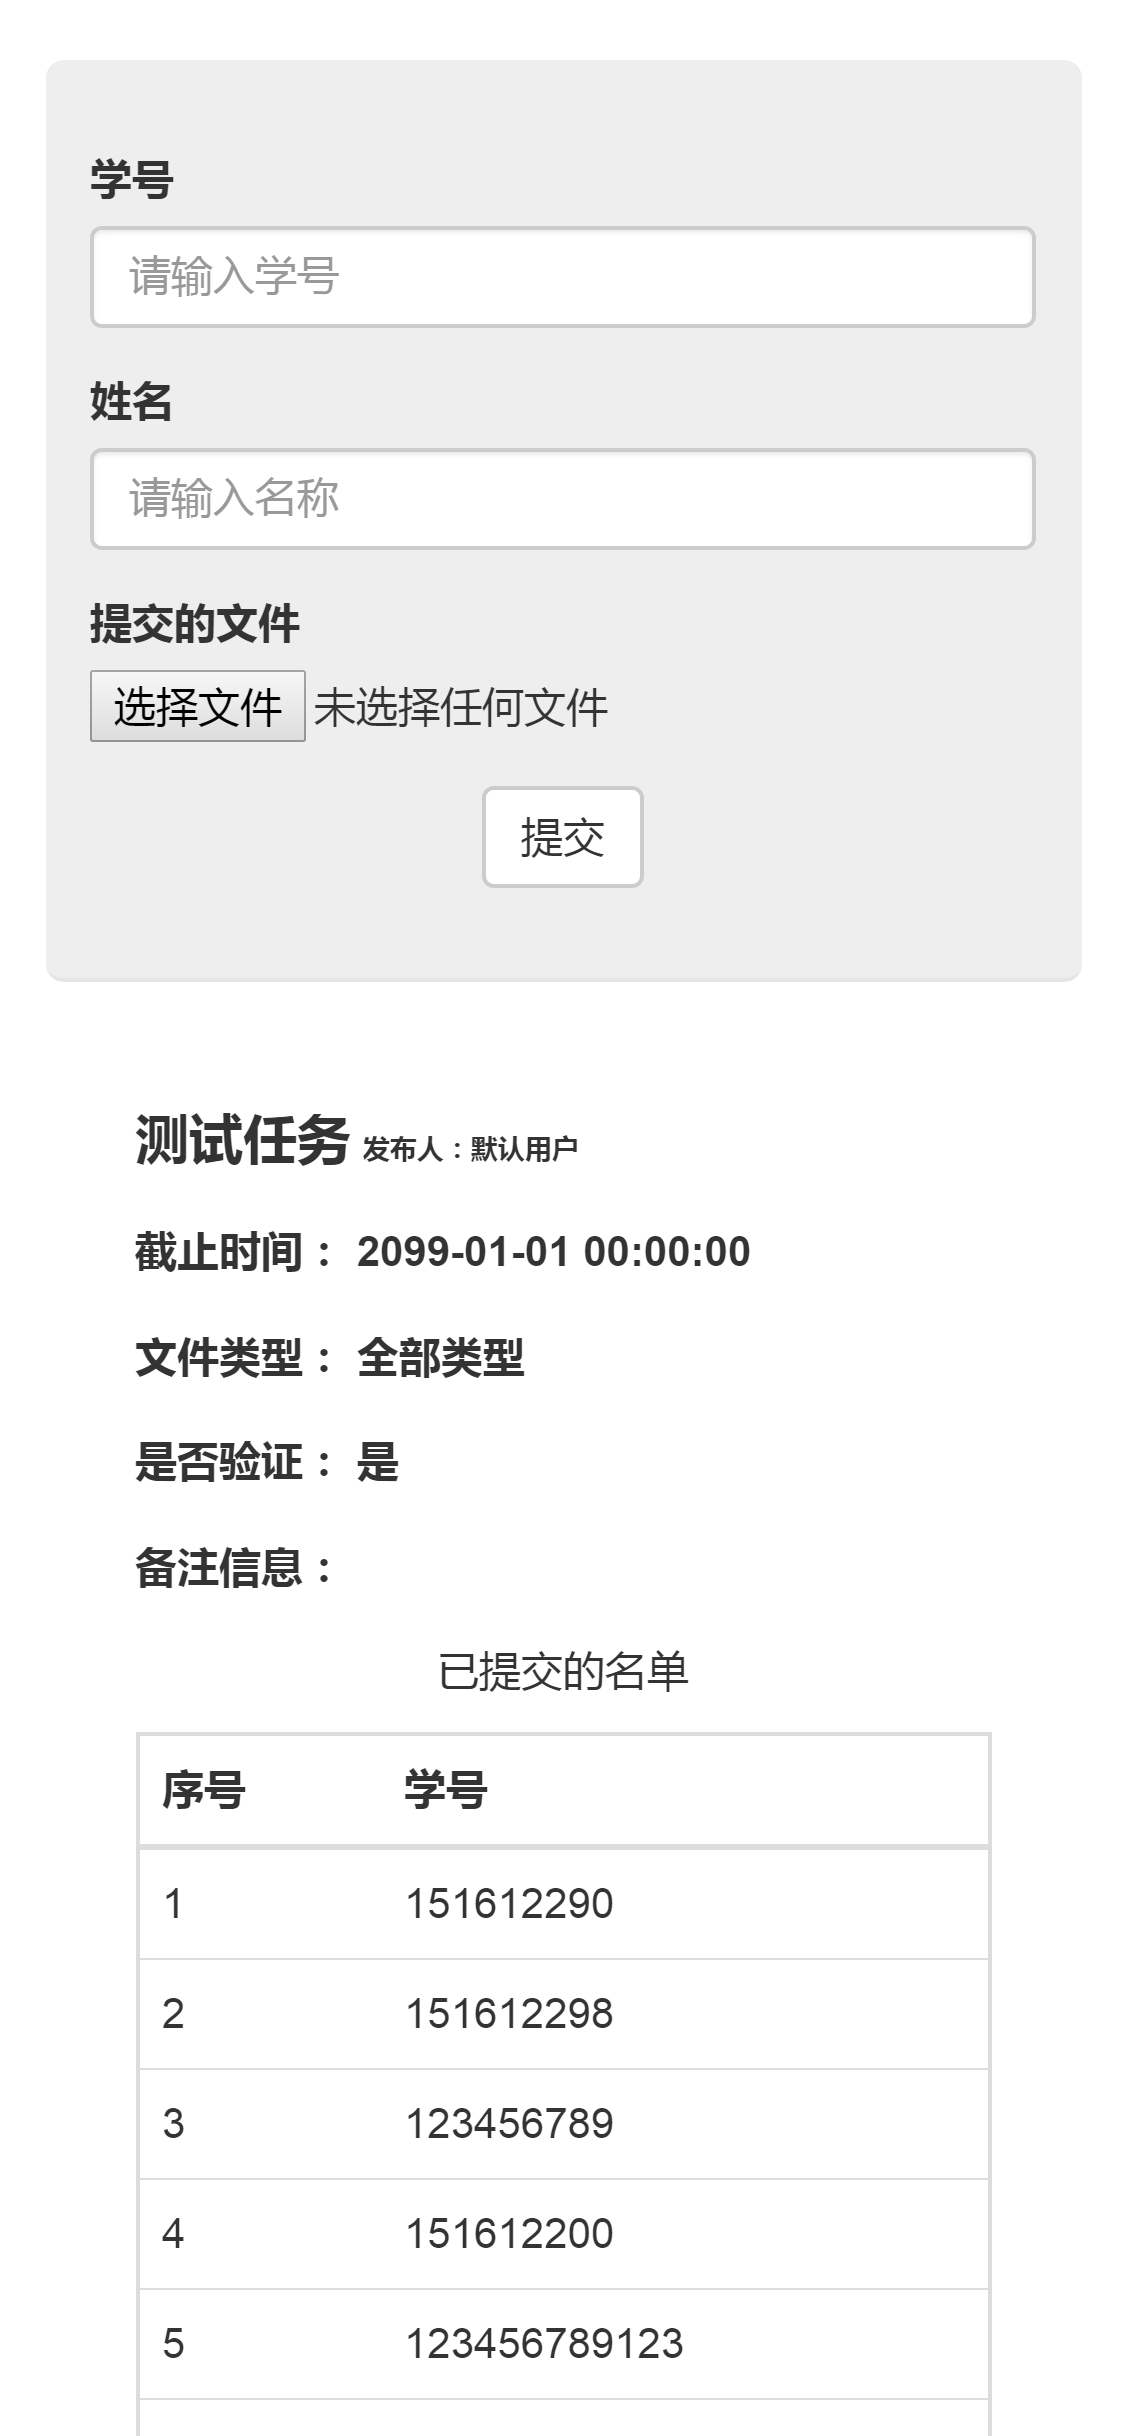 学号
请输入学号
姓名
请输入名称
提交的文件
选择文件 未选择任何文件
提交
测试任务 发布人：默认用户
截止时间： 2099-01-01 00:00:00
文件类型： 全部类型
是否验证： 是
备注信息：
已提交的名单
序号 学号
1 151612290
2 151612298
3 123456789
4 151612200
5 123456789123